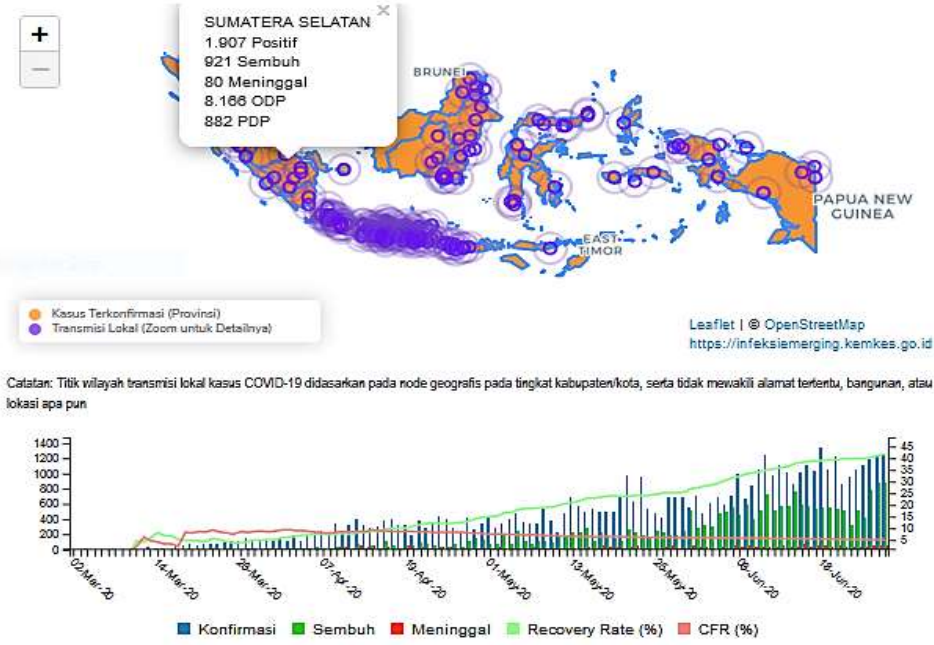 +
−
×
SUMATERA SELATAN
1.907 Positif
921 Sembuh
80 Meninggal
8.166 ODP
882 PDP
BRUNEI
PAPUA NEW
GUINEA
EAST
TIMOR
Kasus Terkonfirmasi (Provinsi)
Transmisi Lokal (Zoom untuk Detailnya)
Leaflet | © OpenStreetMap
https://infeksiemerging.kemkes.go.id
Catatan: Titik wilayah transmisi lokal kasus COVID-19 didasarkan pada node geografis pada tingkat kabupaten/kota, serta tidak mewakili alamat tertentu, bangunan, atau
lokasi apa pun
1400
1200
1000
800
600
400
200
0
45
40
35
30
25
20
15
10
5
02-Mar-20
14-Mar-20
26-Mar-20
07-Apr-20
19-Apr-20
01-May-20
13-May-20
25-May-20
06-Jun-20
18-Jun-20
Konfirmasi Sembuh Meninggal Recovery Rate (%) CFR (%)